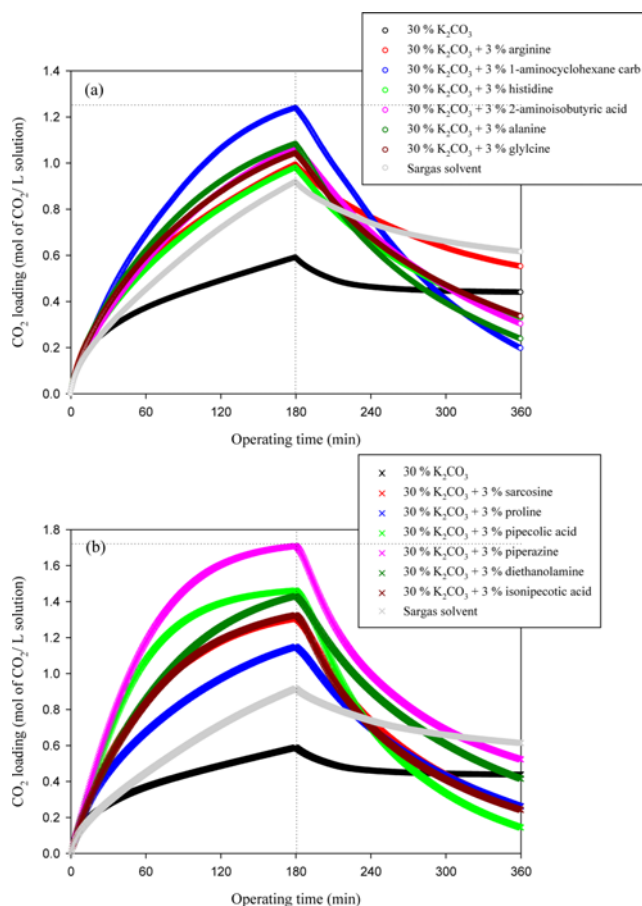 30 % K₂CO₃
30 % K₂CO₃ + 3 % arginine
30 % K₂CO₃ + 3 % 1-aminocyclohexane carb
30 % K₂CO₃ + 3 % histidine
30 % K₂CO₃ + 3 % 2-aminoisobutyric acid
30 % K₂CO₃ + 3 % alanine
30 % K₂CO₃ + 3 % glylcine
Sargas solvent
(a)
CO₂ loading (mol of CO₂/ L solution)
1.4
1.2
1.0
0.8
0.6
0.4
0.2
0.0
0 60 120 180 240 300 360
Operating time (min)
30 % K₂CO₃
30 % K₂CO₃ + 3 % sarcosine
30 % K₂CO₃ + 3 % proline
30 % K₂CO₃ + 3 % pipecolic acid
30 % K₂CO₃ + 3 % piperazine
30 % K₂CO₃ + 3 % diethanolamine
30 % K₂CO₃ + 3 % isonipecotic acid
Sargas solvent
(b)
CO₂ loading (mol of CO₂/ L solution)
1.8
1.6
1.4
1.2
1.0
0.8
0.6
0.4
0.2
0.0
0 60 120 180 240 300 360
Operating time (min)